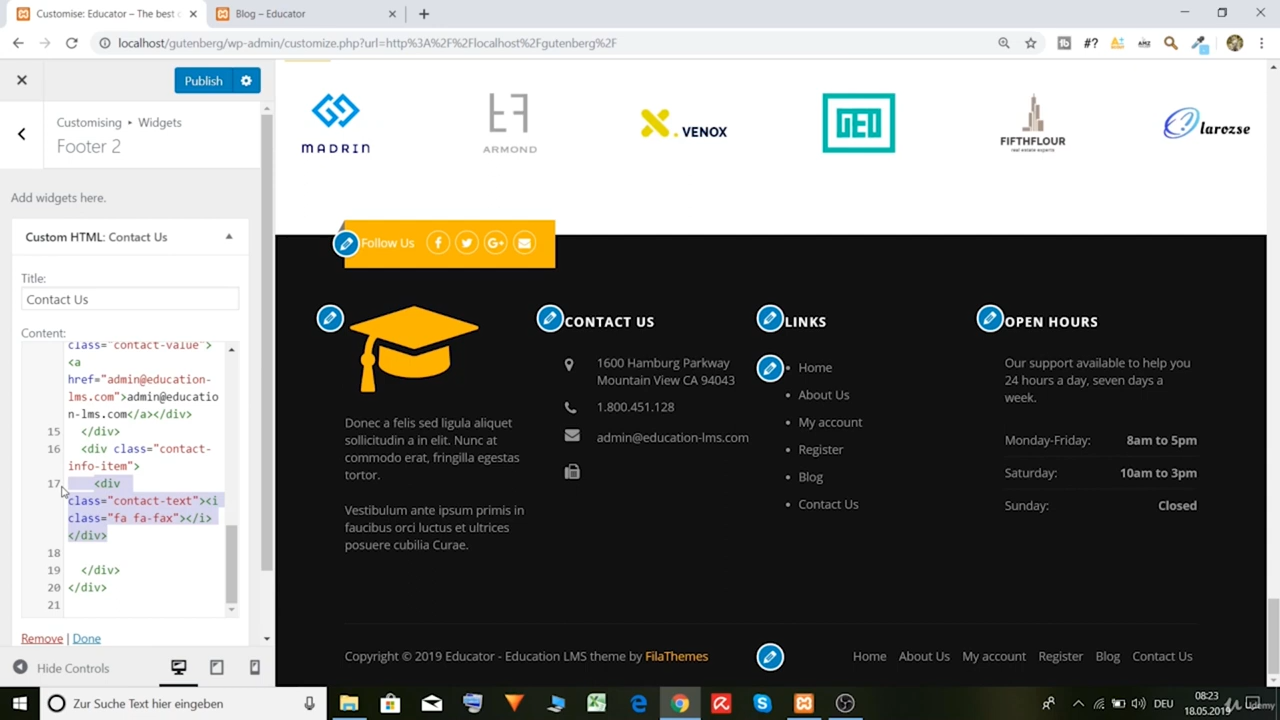 Customise: Educator – The best o
Blog – Educator
localhost/gutenberg/wp-admin/customize.php?url=http%3A%2F%2Flocalhost%2Fgutenberg%2F
#?
Publish
Customising ▸ Widgets
Footer 2
Add widgets here.
Custom HTML: Contact Us
Title:
Contact Us
Content:
class="contact-value">
<a
href="admin@education-
lms.com">admin@educatio
n-lms.com</a></div>
15 </div>
16 <div class="contact-
info-item">
17 <div
class="contact-text"><i
class="fa fa-fax"></i>
</div>
18
19 </div>
20 </div>
21
Remove | Done
Hide Controls
MADRIN
ARMOND
VENOX
GEO
FIFTHFLOUR
real estate experts
larozse
Follow Us
Donec a felis sed ligula aliquet
sollicitudin a in elit. Nunc at
commodo erat, fringilla egestas
tortor.
Vestibulum ante ipsum primis in
faucibus orci luctus et ultrices
posuere cubilia Curae.
CONTACT US
1600 Hamburg Parkway
Mountain View CA 94043
1.800.451.128
admin@education-lms.com
LINKS
Home
About Us
My account
Register
Blog
Contact Us
OPEN HOURS
Our support available to help you
24 hours a day, seven days a
week.
Monday-Friday: 8am to 5pm
Saturday: 10am to 3pm
Sunday: Closed
Copyright © 2019 Educator - Education LMS theme by FilaThemes
Home About Us My account Register Blog Contact Us
Zur Suche Text hier eingeben
DEU
08:23
18.05.2019
Udemy